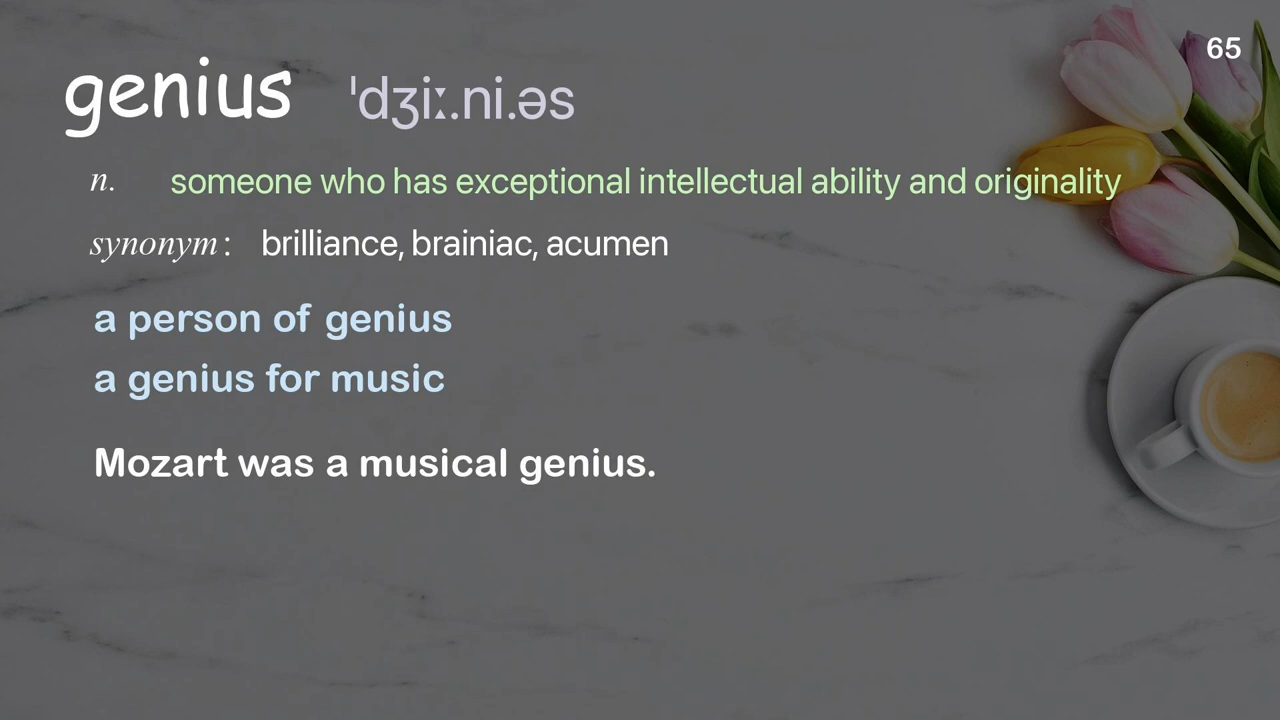 65
genius ˈdʒiː.ni.əs
n. someone who has exceptional intellectual ability and originality
synonym: brilliance, brainiac, acumen
a person of genius
a genius for music
Mozart was a musical genius.